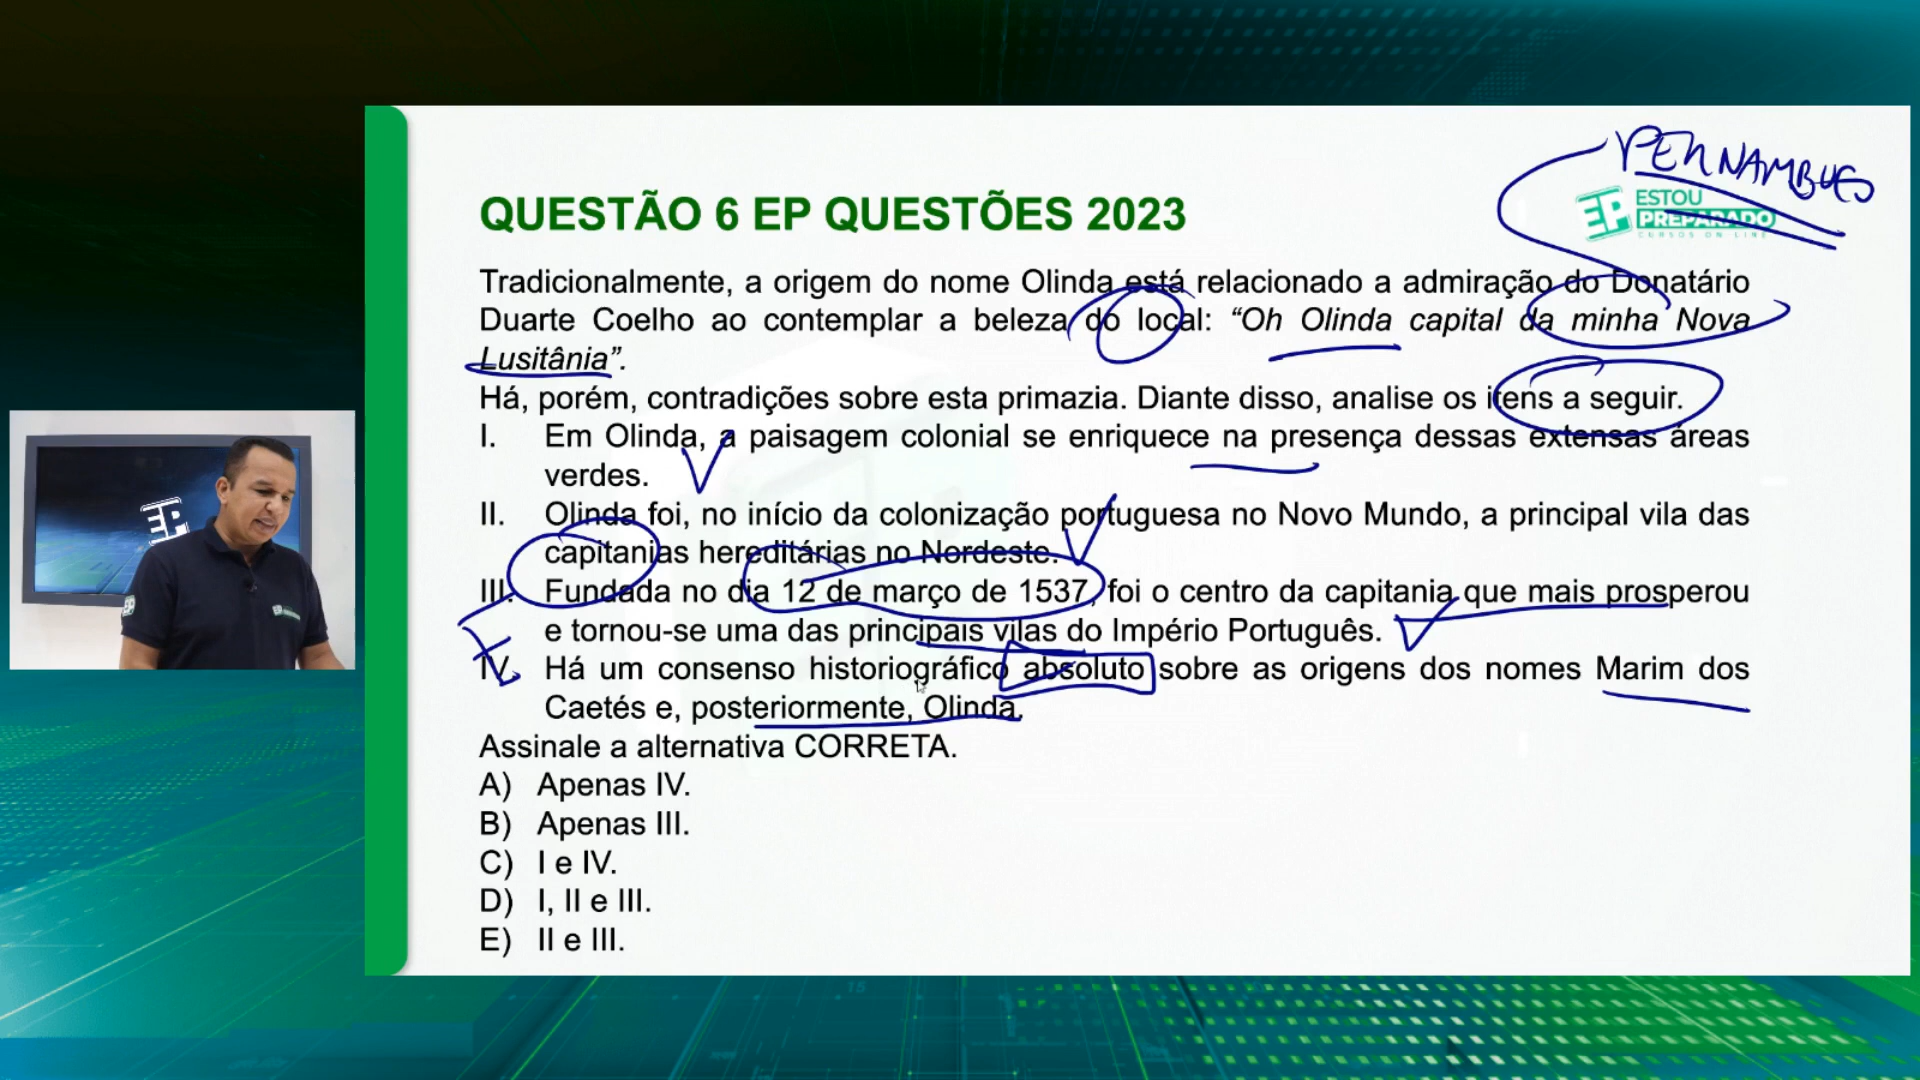 PERNAMBUCO
ESTOU
PREPARADO
CURSOS ON LINE
QUESTÃO 6 EP QUESTÕES 2023
Tradicionalmente, a origem do nome Olinda está relacionado a admiração do Donatário
Duarte Coelho ao contemplar a beleza do local: “Oh Olinda capital da minha Nova
Lusitânia”.
Há, porém, contradições sobre esta primazia. Diante disso, analise os itens a seguir.
I. Em Olinda, a paisagem colonial se enriquece na presença dessas extensas áreas
verdes.
II. Olinda foi, no início da colonização portuguesa no Novo Mundo, a principal vila das
capitanias hereditárias no Nordeste.
III. Fundada no dia 12 de março de 1537, foi o centro da capitania que mais prosperou
e tornou-se uma das principais vilas do Império Português.
IV. Há um consenso historiográfico absoluto sobre as origens dos nomes Marim dos
Caetés e, posteriormente, Olinda.
Assinale a alternativa CORRETA.
A) Apenas IV.
B) Apenas III.
C) I e IV.
D) I, II e III.
E) II e III.
EP